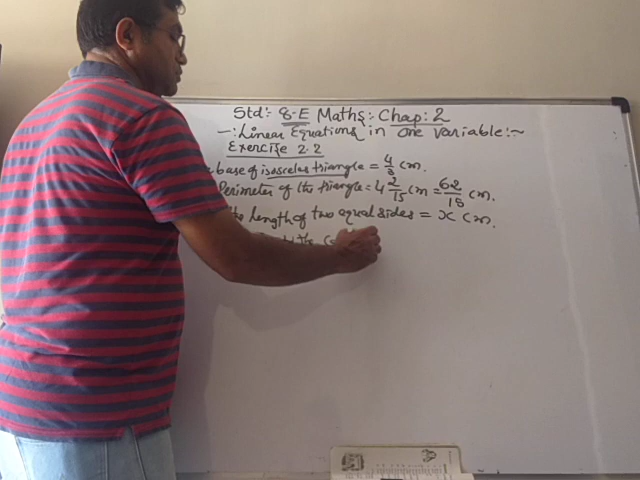 Std:- 8-E Maths:- Chap: 2
-: Linear Equations in one variable:~
Exercise 2.2
base of isosceles triangle = 4/3 cm.
Perimeter of the triangle = 4 2/15 cm = 62/15 cm.
the length of two equal sides = x cm.